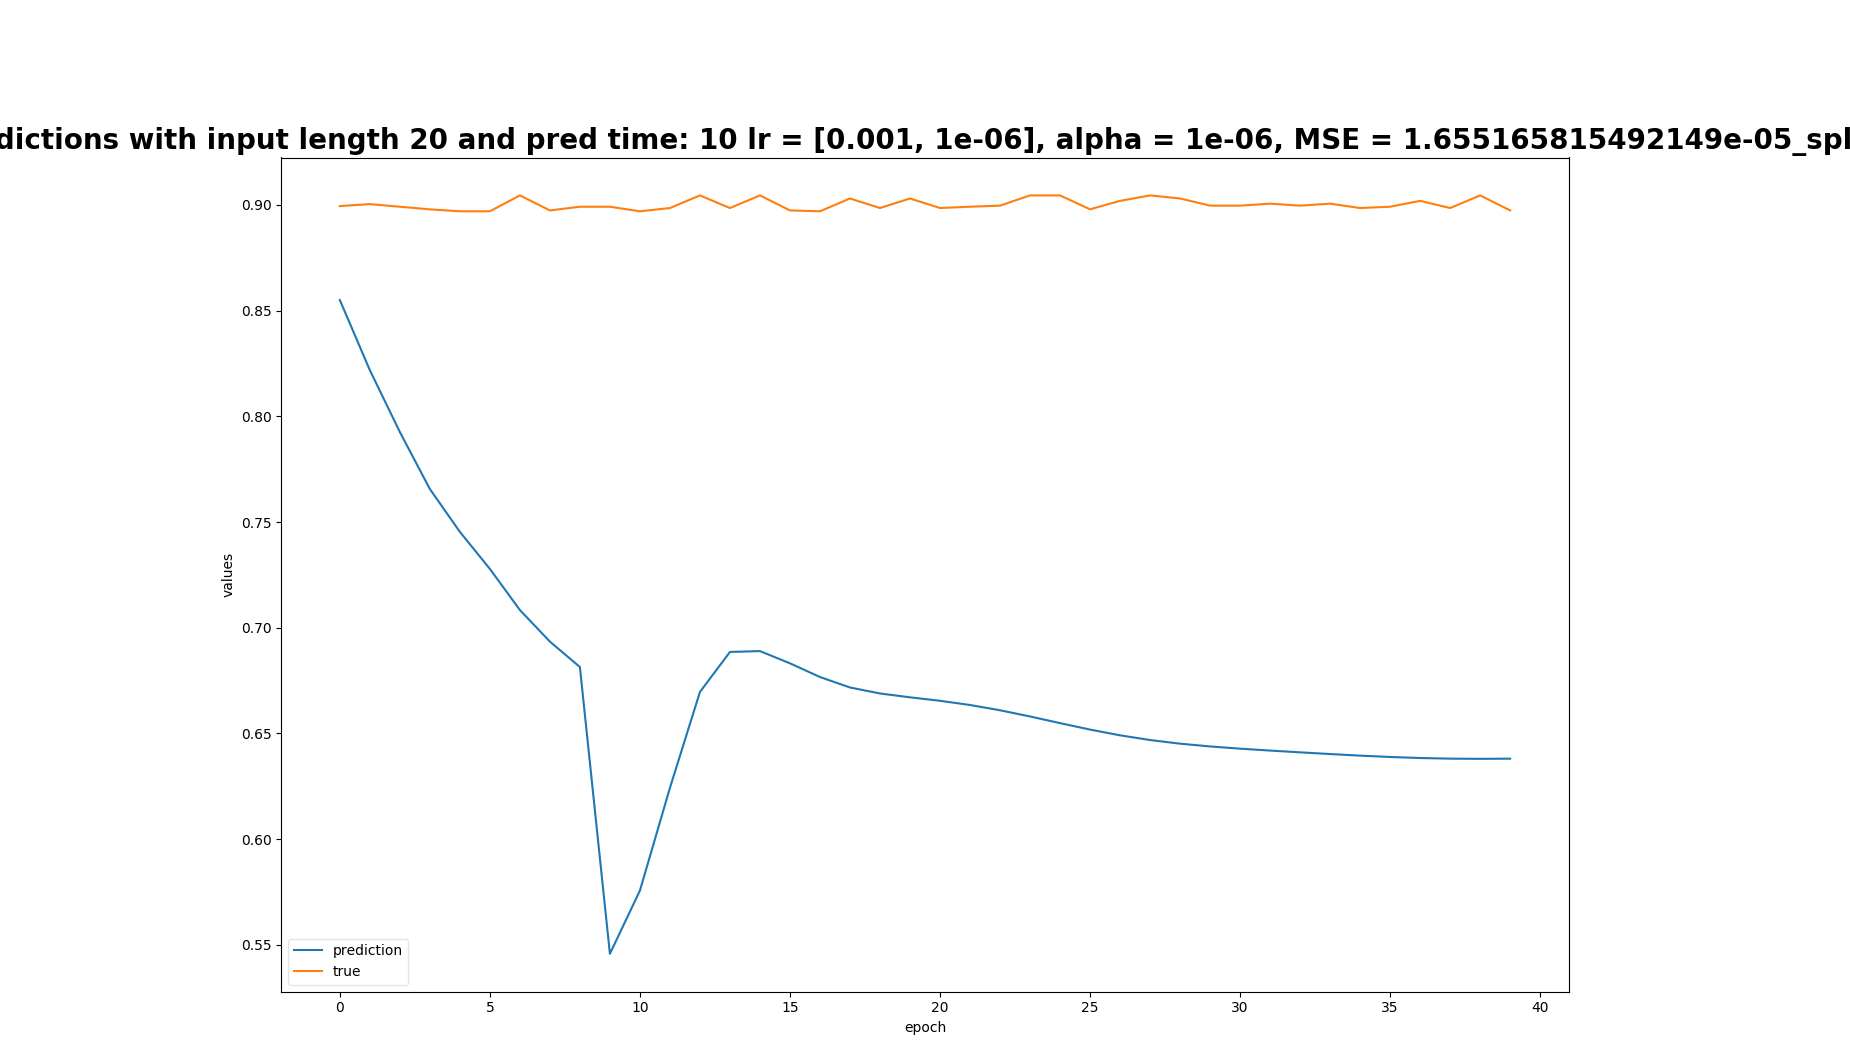 dictions with input length 20 and pred time: 10 lr = [0.001, 1e-06], alpha = 1e-06, MSE = 1.655165815492149e-05_spl
0.90
0.85
0.80
0.75
0.70
0.65
0.60
0.55
values
prediction
true
0 5 10 15 20 25 30 35 40
epoch